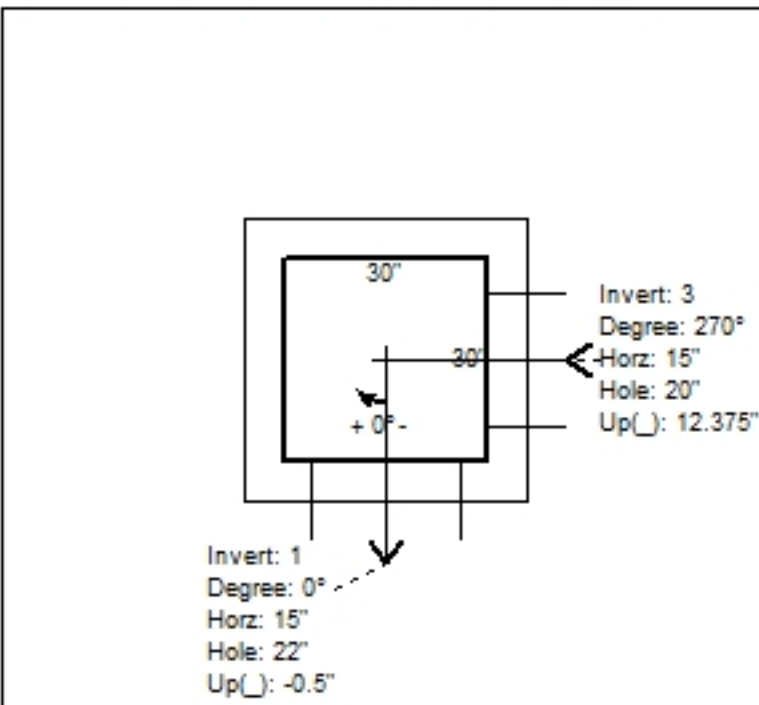 30"
30"
+ 0° -
Invert: 3
Degree: 270°
Horz: 15"
Hole: 20"
Up(_): 12.375"
Invert: 1
Degree: 0°
Horz: 15"
Hole: 22"
Up(_): -0.5"